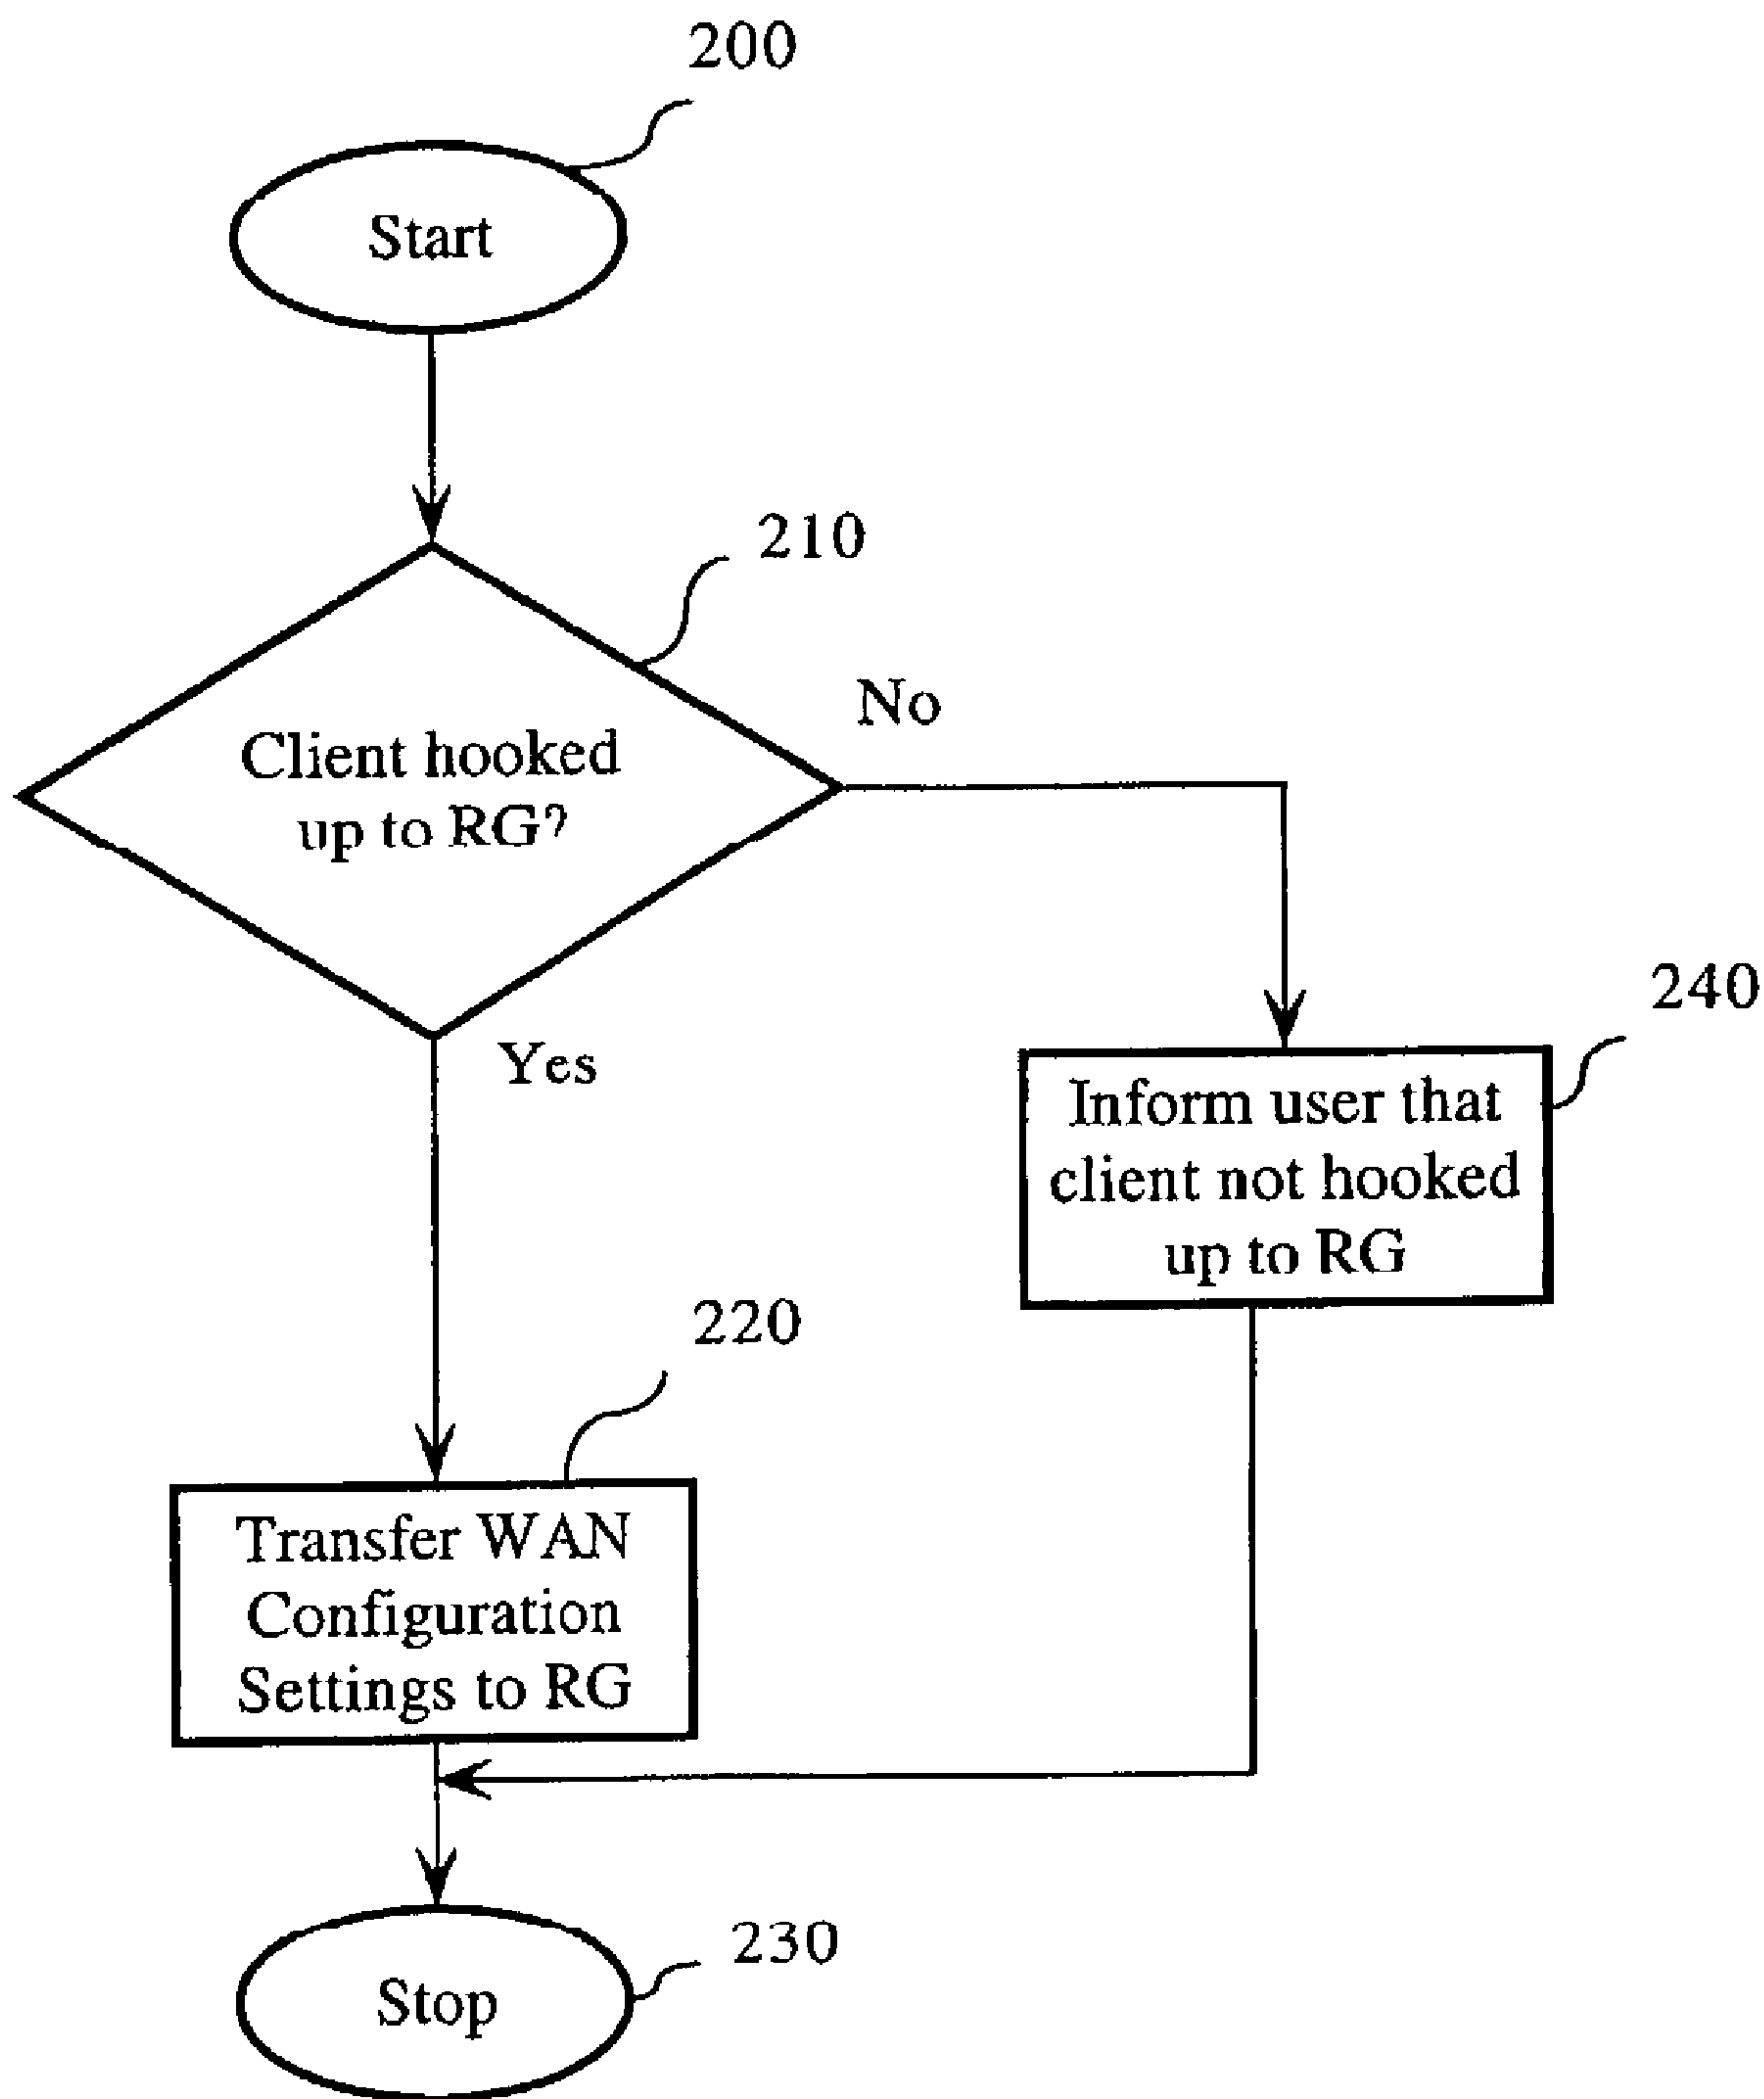 200
Start
210
Client hooked
up to RG?
No
Yes
240
Inform user that
client not hooked
up to RG
220
Transfer WAN
Configuration
Settings to RG
230
Stop